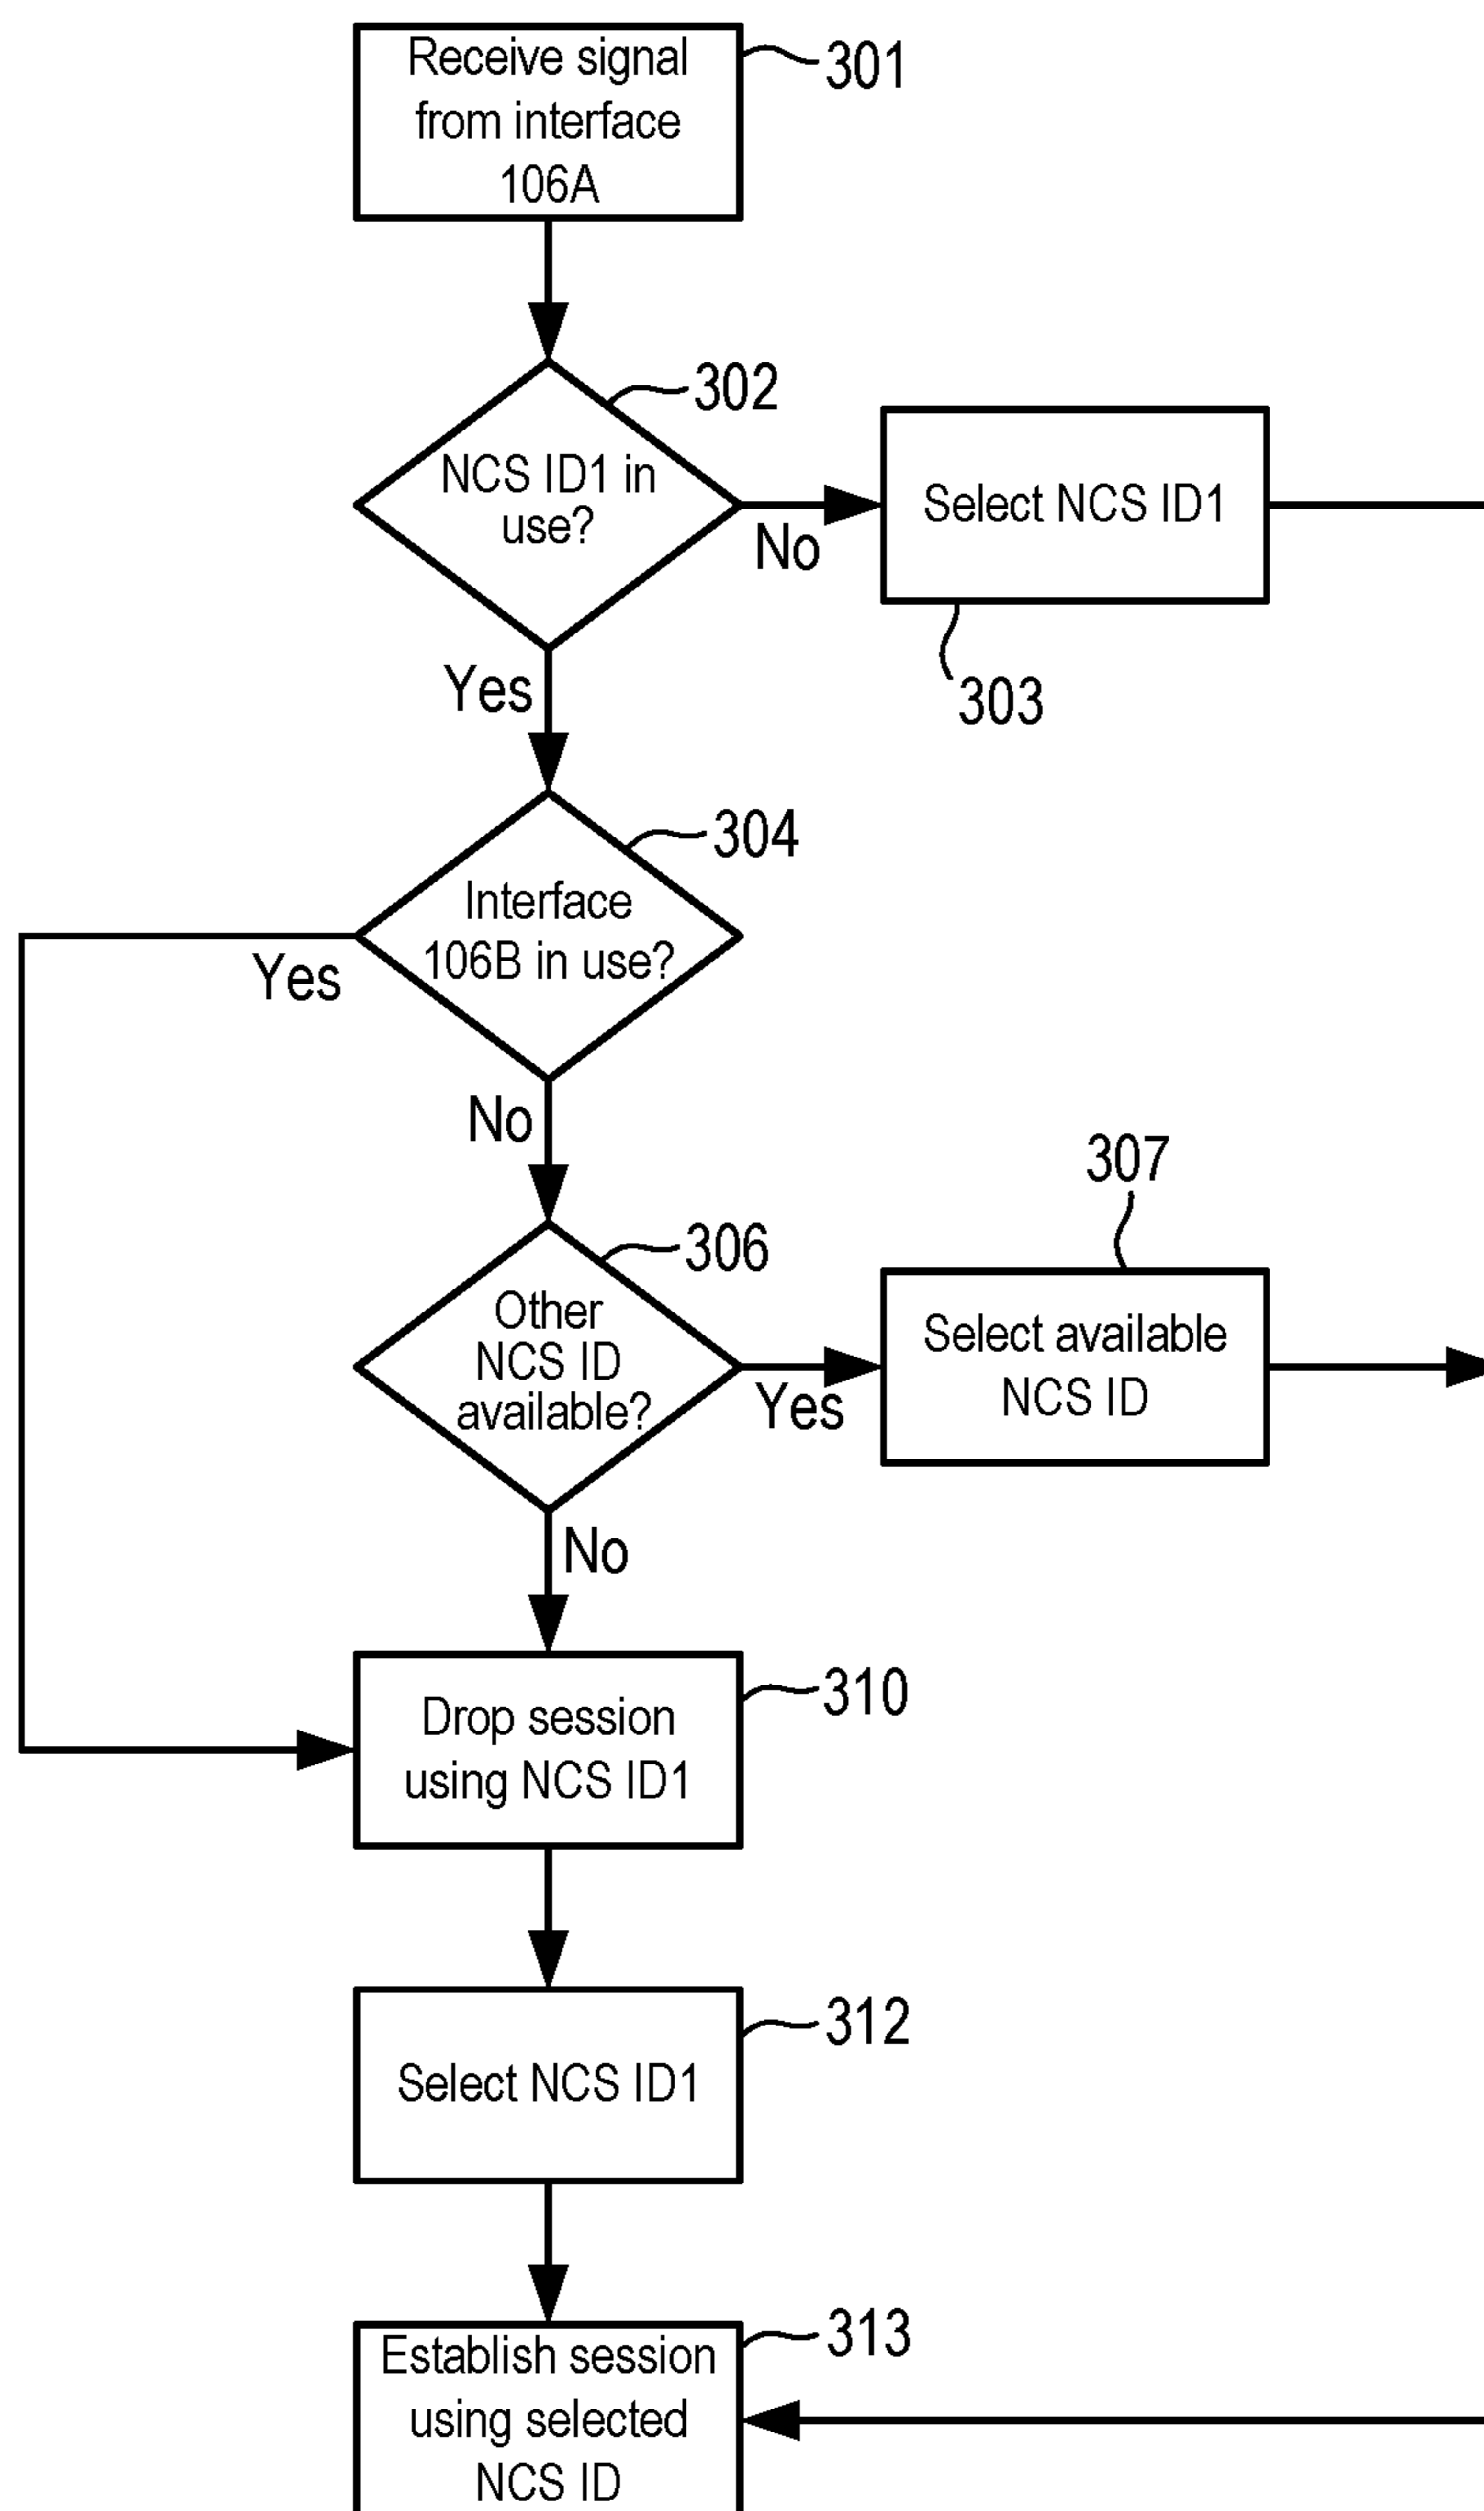 Receive signal
from interface
106A
301
302
NCS ID1 in
use?
No
Select NCS ID1
303
Yes
304
Interface
106B in use?
Yes
No
307
306
Other
NCS ID
available?
Yes
Select available
NCS ID
No
310
Drop session
using NCS ID1
312
Select NCS ID1
313
Establish session
using selected
NCS ID